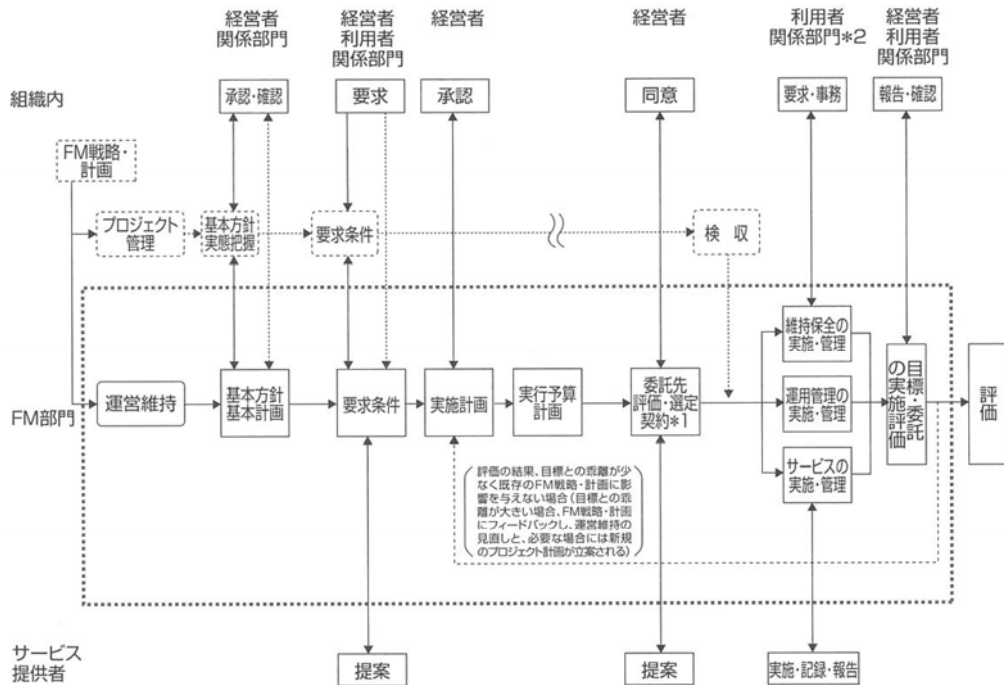 経営者
関係部門
経営者
利用者
関係部門
経営者
経営者
利用者
関係部門*2
経営者
利用者
関係部門
組織内
承認・確認
要求
承認
同意
要求・事務
報告・確認
FM戦略・
計画
プロジェクト
管理
基本方針
実態把握
要求条件
検収
維持保全の
実施・管理
FM部門
運営維持
基本方針
基本計画
要求条件
実施計画
実行予算
計画
委託先
評価・選定
契約*1
運用管理の
実施・管理
サービスの
実施・管理
目標・委託
の実施評価
評価
評価の結果、目標との乖離が少
なく既存のFM戦略・計画に影
響を与えない場合(目標との乖
離が大きい場合、FM戦略・計画
にフィードバックし、運営維持の
見直しと、必要な場合には新規
のプロジェクト計画が立案される)
サービス
提供者
提案
提案
実施・記録・報告